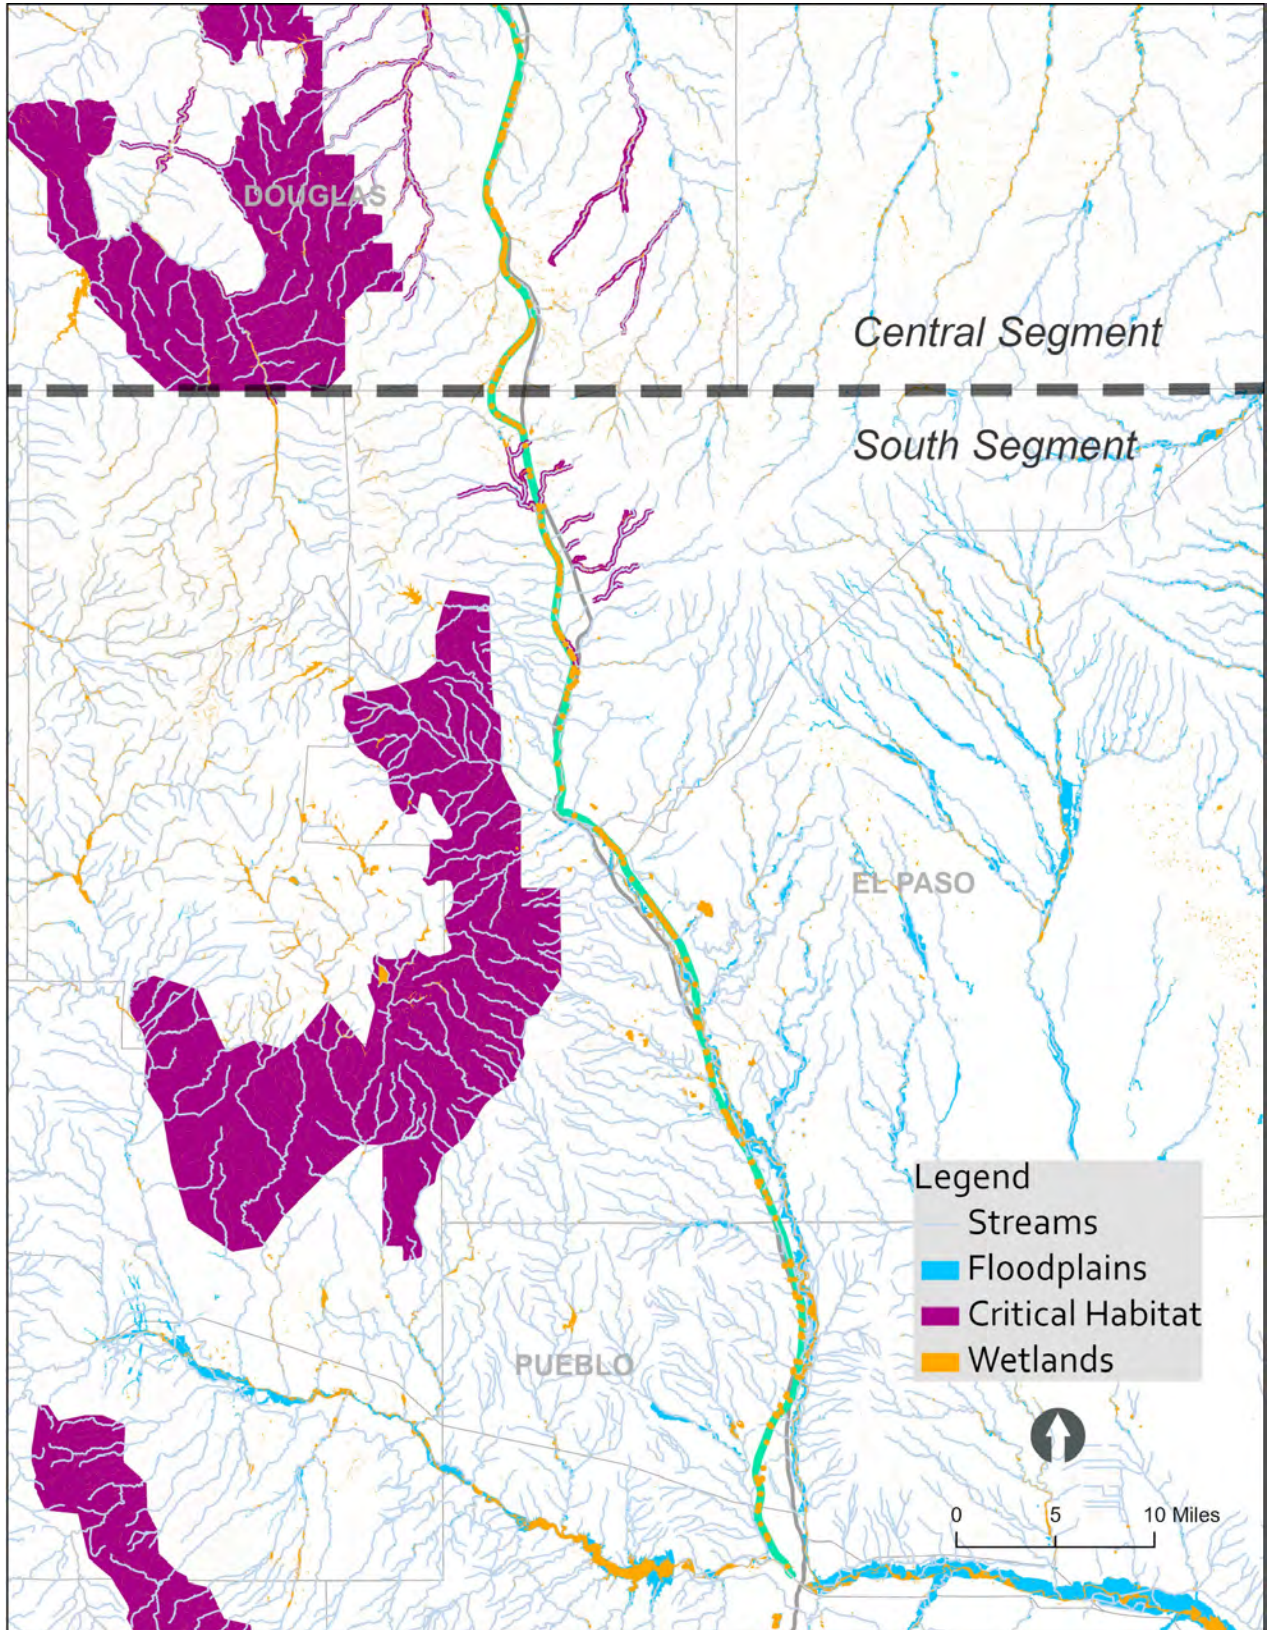 DOUGLAS
Central Segment
South Segment
EL PASO
Legend
Streams
Floodplains
Critical Habitat
Wetlands
PUEBLO
0 5 10 Miles